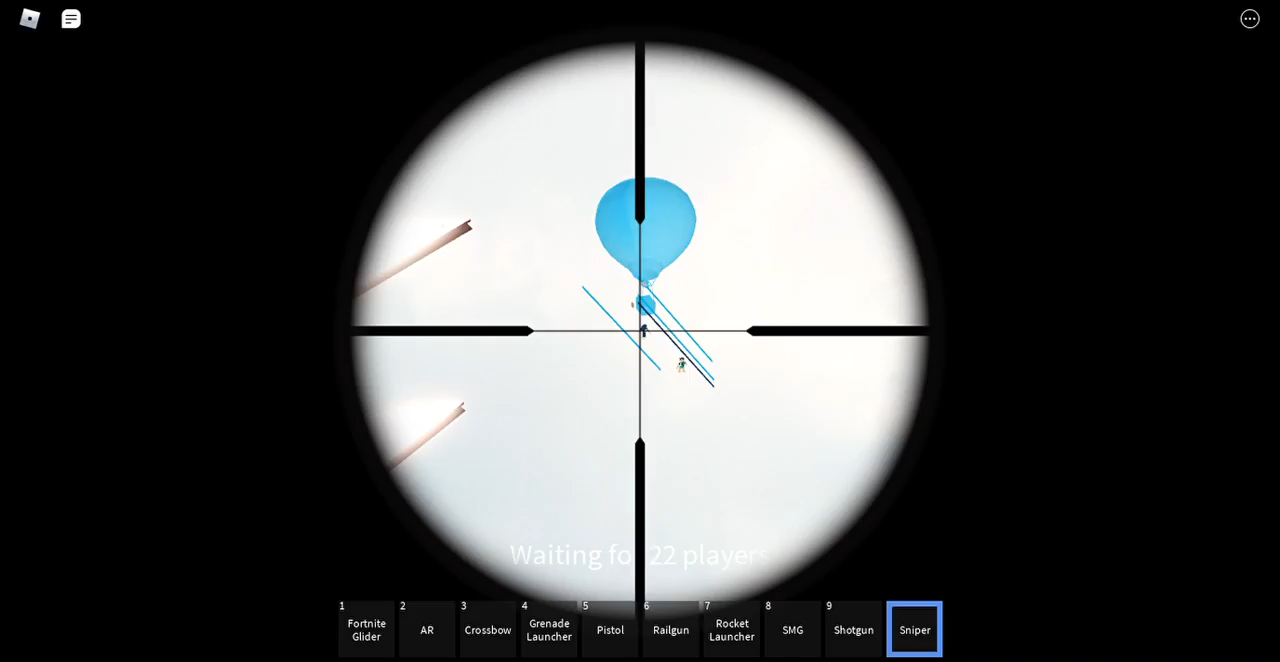 Waiting for 22 players
1 2 3 4 5 6 7 8 9
Fortnite Glider
AR
Crossbow
Grenade Launcher
Pistol
Railgun
Rocket Launcher
SMG
Shotgun
Sniper